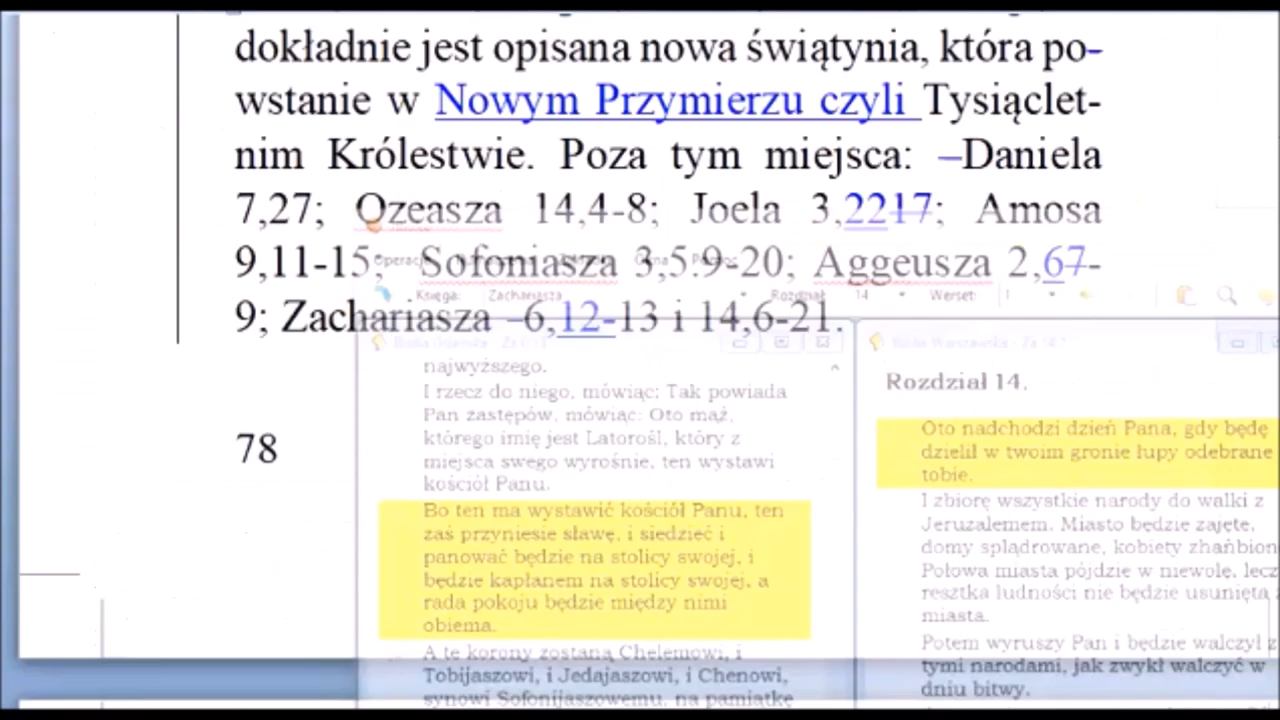 dokładnie jest opisana nowa świątynia, która po-
wstanie w Nowym Przymierzu czyli Tysiąclet-
nim Królestwie. Poza tym miejsca: –Daniela
7,27; Ozeasza 14,4-8; Joela 3,2217; Amosa
9,11-15; Sofoniasza 3,5.9-20; Aggeusza 2,67-
9; Zachariasza –6,12-13 i 14,6-21.
78
Księga: Zachariasza Rozdział: 14 Werset: 1
najwyższego.
I rzecz do niego, mówiąc: Tak powiada
Pan zastępów, mówiąc: Oto mąż,
którego imię jest Latorośl, który z
miejsca swego wyrośnie, ten wystawi
kościół Panu.
Bo ten ma wystawić kościół Panu, ten
zaś przyniesie sławę, i siedzieć i
panować będzie na stolicy swojej, i
będzie kapłanem na stolicy swojej, a
rada pokoju będzie między nimi
obiema.
A te korony zostaną Chelemowi, i
Tobijaszowi, i Jedajaszowi, i Chenowi,
synowi Sofonijaszowemu, na pamiątkę
Rozdział 14.
Oto nadchodzi dzień Pana, gdy będę
dzielił w twoim gronie łupy odebrane
tobie.
I zbiorę wszystkie narody do walki z
Jeruzalemem. Miasto będzie zajęte,
domy splądrowane, kobiety zhańbion
Połowa miasta pójdzie w niewolę, lecz
resztka ludności nie będzie usunięta z
miasta.
Potem wyruszy Pan i będzie walczył z
tymi narodami, jak zwykł walczyć w
dniu bitwy.